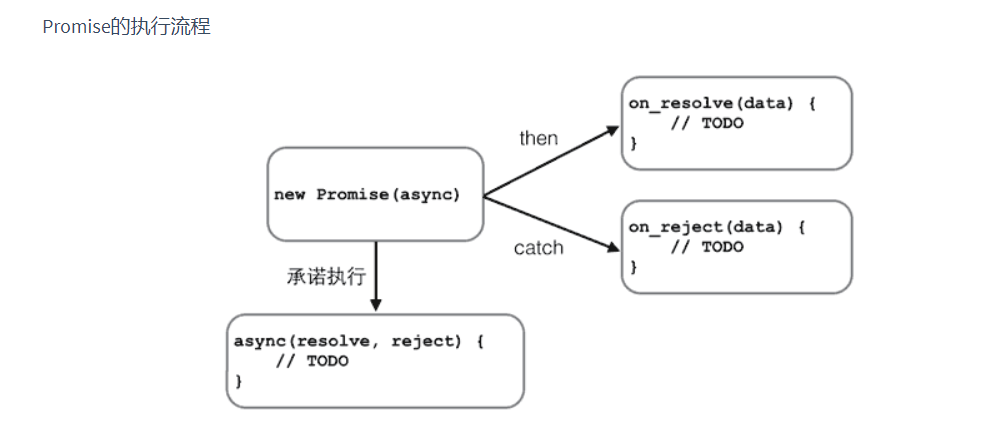 Promise的执行流程
on_resolve(data) {
// TODO
}
then
new Promise(async)
on_reject(data) {
// TODO
}
catch
承诺执行
async(resolve, reject) {
// TODO
}